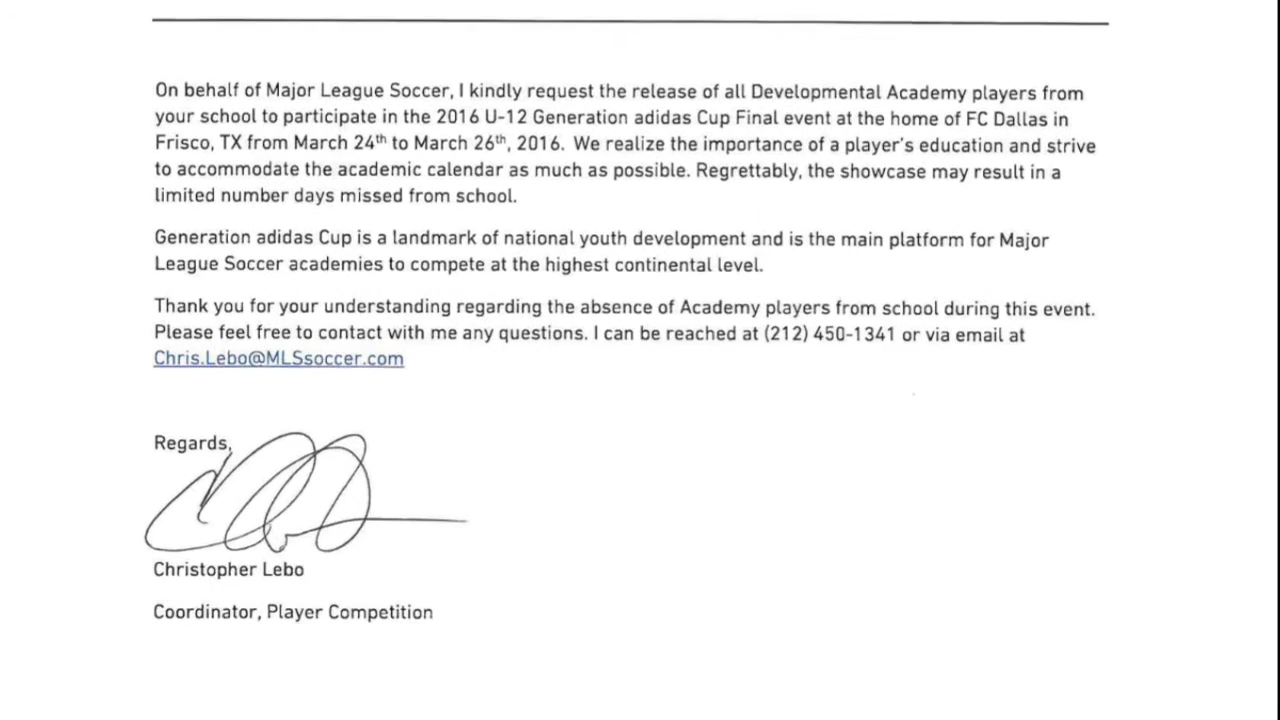 On behalf of Major League Soccer, I kindly request the release of all Developmental Academy players from
your school to participate in the 2016 U-12 Generation adidas Cup Final event at the home of FC Dallas in
Frisco, TX from March 24th to March 26th, 2016. We realize the importance of a player's education and strive
to accommodate the academic calendar as much as possible. Regrettably, the showcase may result in a
limited number days missed from school.
Generation adidas Cup is a landmark of national youth development and is the main platform for Major
League Soccer academies to compete at the highest continental level.
Thank you for your understanding regarding the absence of Academy players from school during this event.
Please feel free to contact with me any questions. I can be reached at (212) 450-1341 or via email at
Chris.Lebo@MLSsoccer.com
Regards,
Christopher Lebo
Coordinator, Player Competition